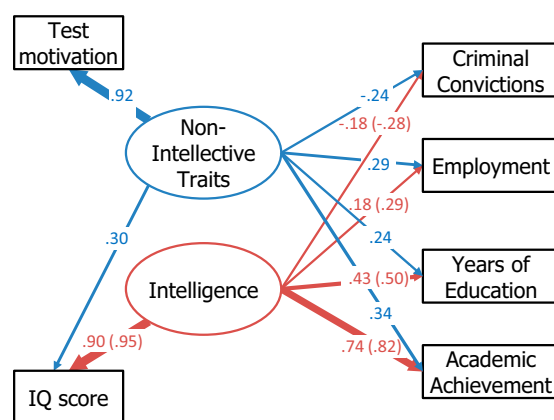 Test
motivation
Criminal
Convictions
.92
-.24
-.18 (-.28)
Non-
Intellective
Traits
.29
Employment
.18 (.29)
.30
.24
Intelligence
.43 (.50)
Years of
Education
.34
.90 (.95)
.74 (.82)
Academic
Achievement
IQ score